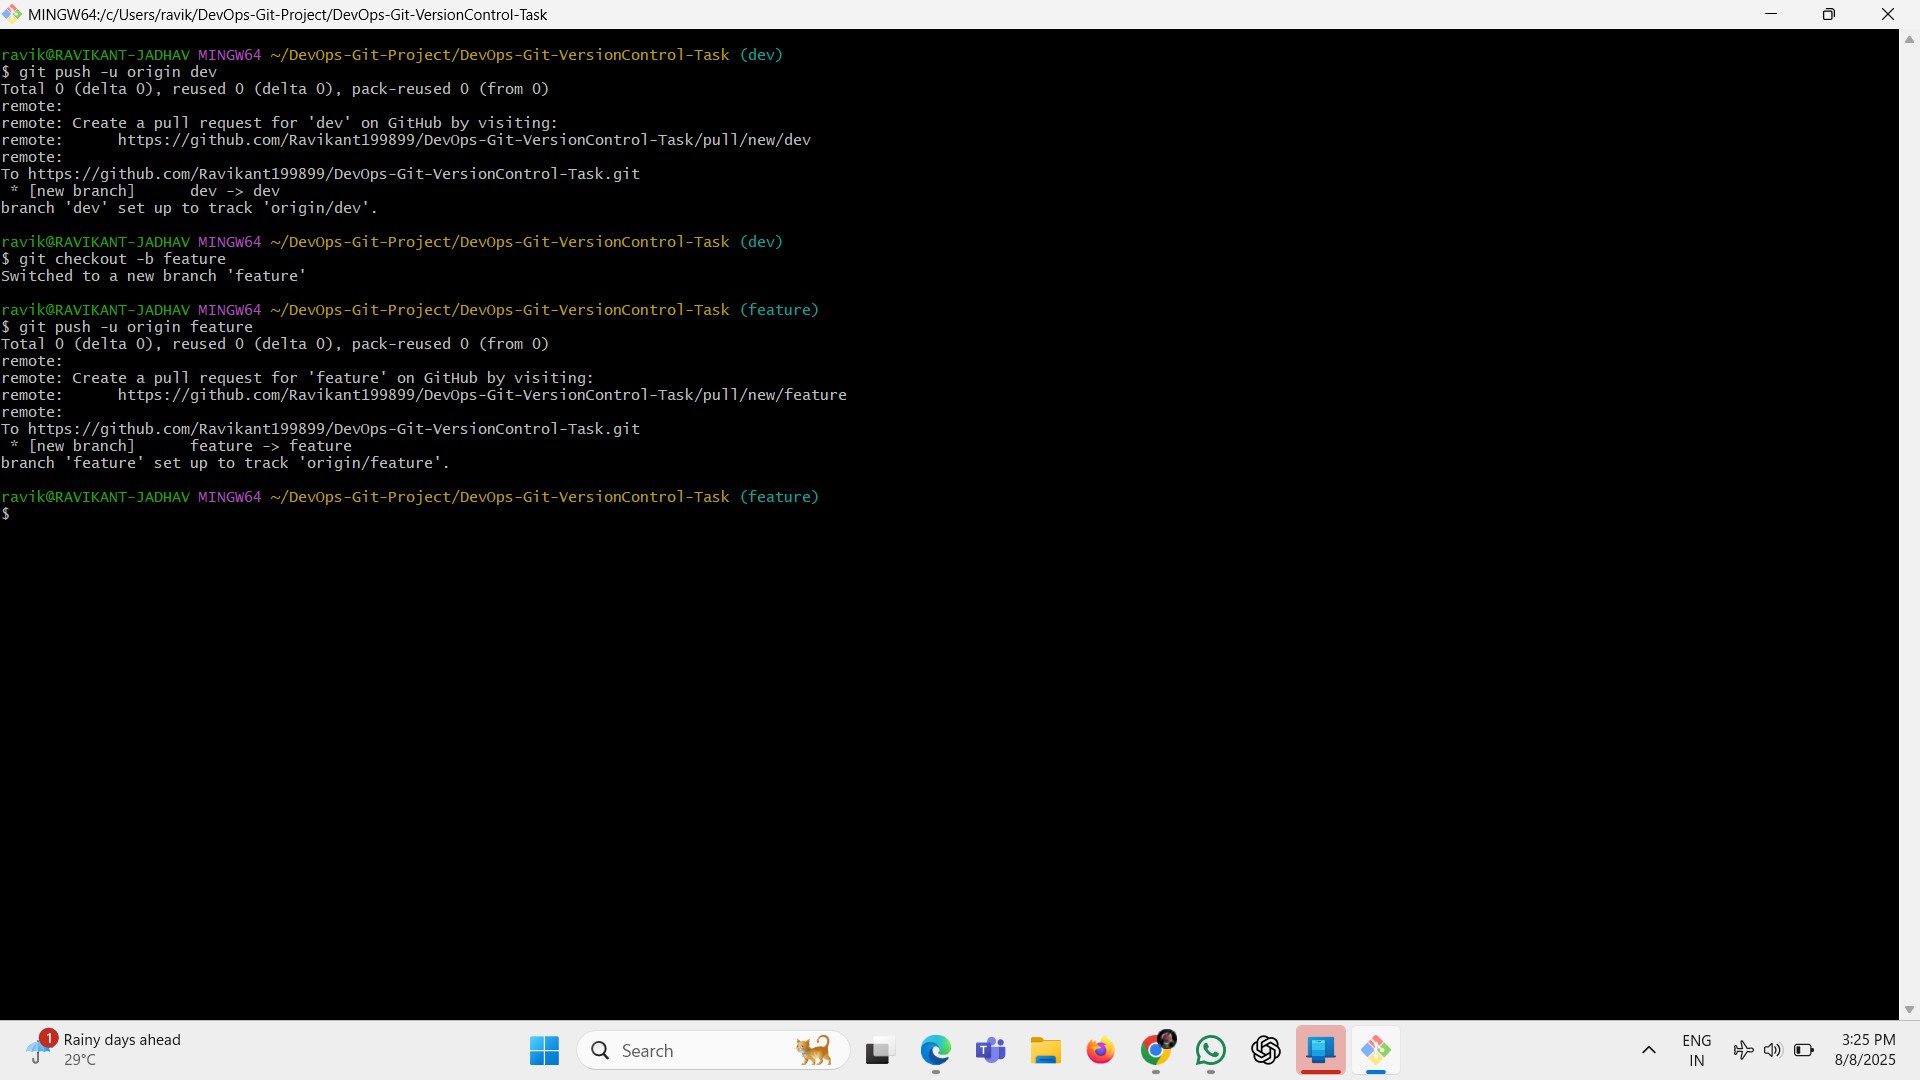 MINGW64:/c/Users/ravik/DevOps-Git-Project/DevOps-Git-VersionControl-Task
ravik@RAVIKANT-JADHAV MINGW64 ~/DevOps-Git-Project/DevOps-Git-VersionControl-Task (dev)
$ git push -u origin dev
Total 0 (delta 0), reused 0 (delta 0), pack-reused 0 (from 0)
remote:
remote: Create a pull request for 'dev' on GitHub by visiting:
remote:      https://github.com/Ravikant199899/DevOps-Git-VersionControl-Task/pull/new/dev
remote:
To https://github.com/Ravikant199899/DevOps-Git-VersionControl-Task.git
 * [new branch]      dev -> dev
branch 'dev' set up to track 'origin/dev'.
ravik@RAVIKANT-JADHAV MINGW64 ~/DevOps-Git-Project/DevOps-Git-VersionControl-Task (dev)
$ git checkout -b feature
Switched to a new branch 'feature'
ravik@RAVIKANT-JADHAV MINGW64 ~/DevOps-Git-Project/DevOps-Git-VersionControl-Task (feature)
$ git push -u origin feature
Total 0 (delta 0), reused 0 (delta 0), pack-reused 0 (from 0)
remote:
remote: Create a pull request for 'feature' on GitHub by visiting:
remote:      https://github.com/Ravikant199899/DevOps-Git-VersionControl-Task/pull/new/feature
remote:
To https://github.com/Ravikant199899/DevOps-Git-VersionControl-Task.git
 * [new branch]      feature -> feature
branch 'feature' set up to track 'origin/feature'.
ravik@RAVIKANT-JADHAV MINGW64 ~/DevOps-Git-Project/DevOps-Git-VersionControl-Task (feature)
$
1
Rainy days ahead
29°C
Search
ENG
IN
3:25 PM
8/8/2025